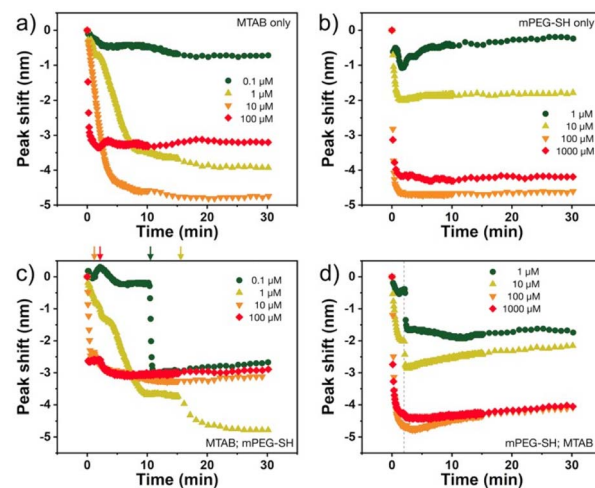 a)
MTAB only
0
-1
-2
-3
-4
-5
Peak shift (nm)
0.1 µM
1 µM
10 µM
100 µM
0 10 20 30
Time (min)
b)
mPEG-SH only
0
-1
-2
-3
-4
-5
Peak shift (nm)
1 µM
10 µM
100 µM
1000 µM
0 10 20 30
Time (min)
c)
0
-1
-2
-3
-4
-5
Peak shift (nm)
0.1 µM
1 µM
10 µM
100 µM
MTAB; mPEG-SH
0 10 20 30
Time (min)
d)
0
-1
-2
-3
-4
-5
Peak shift (nm)
1 µM
10 µM
100 µM
1000 µM
mPEG-SH; MTAB
0 10 20 30
Time (min)